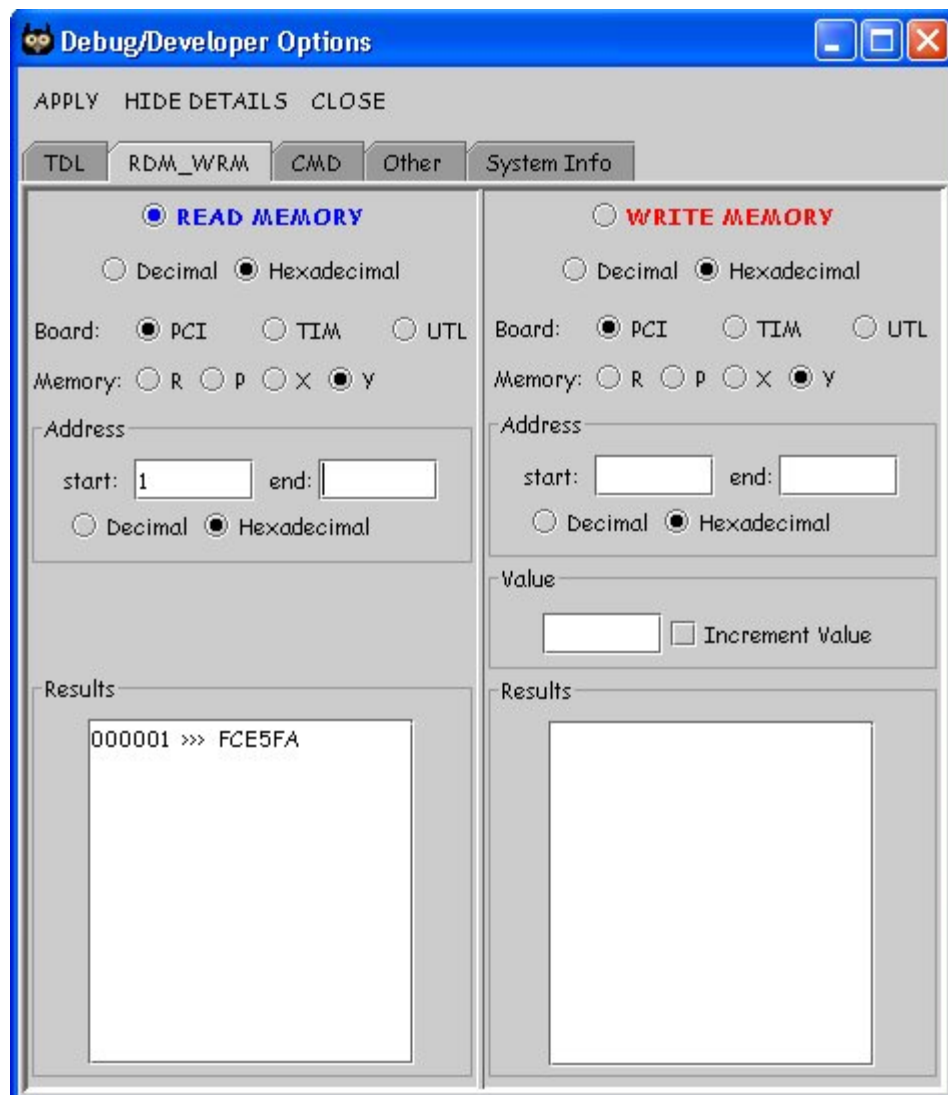 Debug/Developer Options
APPLY HIDE DETAILS CLOSE
TDL RDM_WRM CMD Other System Info
READ MEMORY
Decimal Hexadecimal
Board: PCI TIM UTL
Memory: R P X Y
Address
start: 1 end:
Decimal Hexadecimal
Results
000001 >>> FCE5FA
WRITE MEMORY
Decimal Hexadecimal
Board: PCI TIM UTL
Memory: R P X Y
Address
start: end:
Decimal Hexadecimal
Value
Increment Value
Results